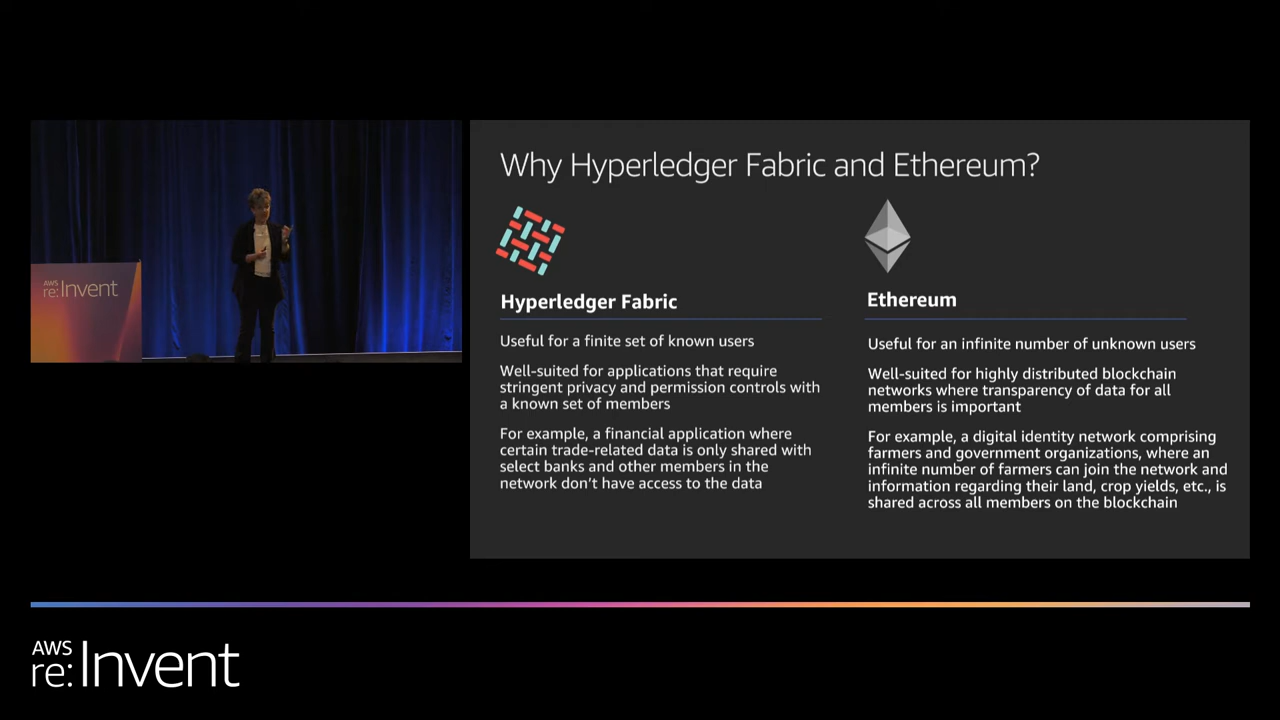 AWS
re:Invent
Why Hyperledger Fabric and Ethereum?
Hyperledger Fabric
Useful for a finite set of known users
Well-suited for applications that require
stringent privacy and permission controls with
a known set of members
For example, a financial application where
certain trade-related data is only shared with
select banks and other members in the
network don’t have access to the data
Ethereum
Useful for an infinite number of unknown users
Well-suited for highly distributed blockchain
networks where transparency of data for all
members is important
For example, a digital identity network comprising
farmers and government organizations, where an
infinite number of farmers can join the network and
information regarding their land, crop yields, etc., is
shared across all members on the blockchain
AWS
re:Invent